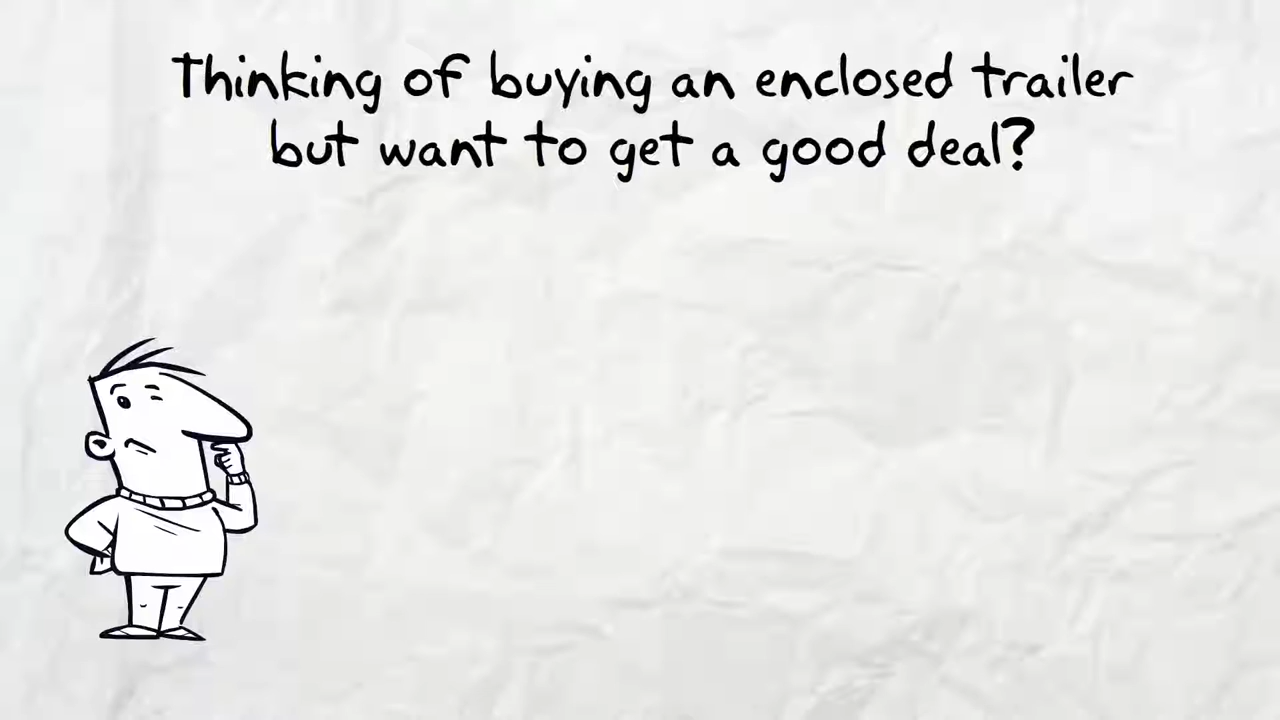 Thinking of buying an enclosed trailer
but want to get a good deal?